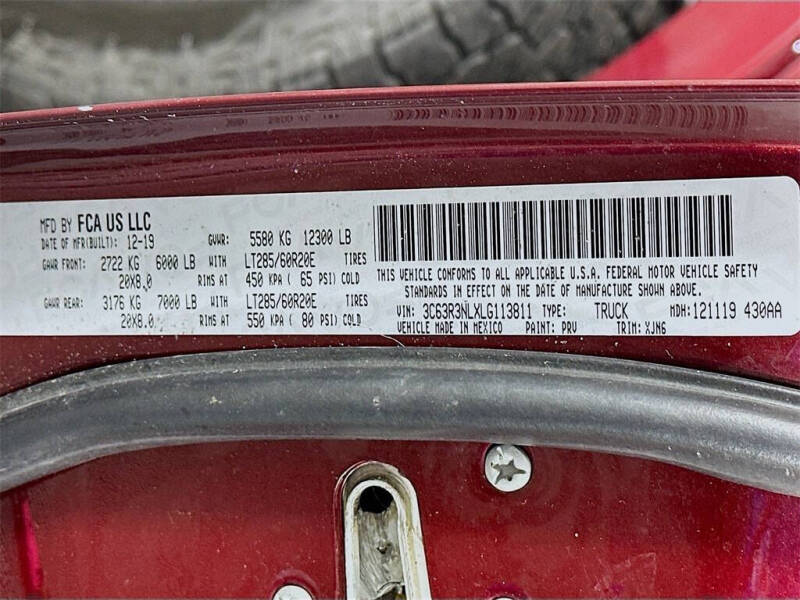 MFD BY FCA US LLC
DATE OF MFR(BUILT): 12-19 GVWR: 5580 KG 12300 LB
GAWR FRONT: 2722 KG 6000 LB WITH LT285/60R20E TIRES
20X8.0 RIMS AT 450 KPA ( 65 PSI) COLD
GAWR REAR: 3176 KG 7000 LB WITH LT285/60R20E TIRES
20X8.0 RIMS AT 550 KPA ( 80 PSI) COLD
THIS VEHICLE CONFORMS TO ALL APPLICABLE U.S.A. FEDERAL MOTOR VEHICLE SAFETY
STANDARDS IN EFFECT ON THE DATE OF MANUFACTURE SHOWN ABOVE.
VIN: 3C63R3NLXLG113811 TYPE: TRUCK MDH: 121119 430AA
VEHICLE MADE IN MEXICO PAINT: PRV TRIM: XJN6